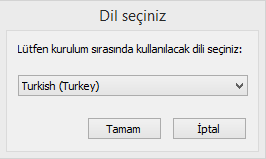 Dil seçiniz
Lütfen kurulum sırasında kullanılacak dili seçiniz:
Turkish (Turkey)
Tamam
İptal